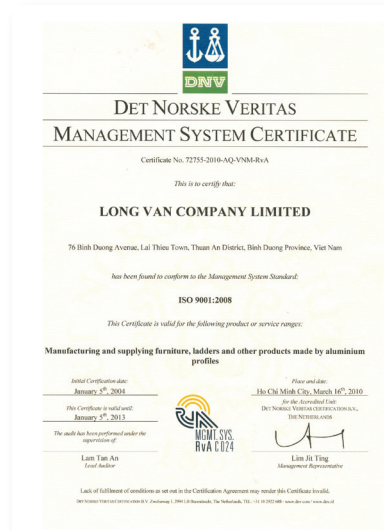 DNV
DET NORSKE VERITAS
MANAGEMENT SYSTEM CERTIFICATE
Certificate No. 72755-2010-AQ-VNM-RvA
This is to certify that:
LONG VAN COMPANY LIMITED
76 Binh Duong Avenue, Lai Thieu Town, Thuan An District, Binh Duong Province, Viet Nam
has been found to conform to the Management System Standard:
ISO 9001:2008
This Certificate is valid for the following product or service ranges:
Manufacturing and supplying furniture, ladders and other products made by aluminium
profiles
Initial Certification date:
January 5th, 2004
This Certificate is valid until:
January 5th, 2013
The audit has been performed under the
supervision of:
Lam Tan An
Lead Auditor
MGMT. SYS.
RvA C 024
Place and date:
Ho Chi Minh City, March 16th, 2010
for the Accredited Unit:
DET NORSKE VERITAS CERTIFICATION B.V.,
THE NETHERLANDS
Lim Jit Ting
Management Representative
Lack of fulfilment of conditions as set out in the Certification Agreement may render this Certificate invalid.